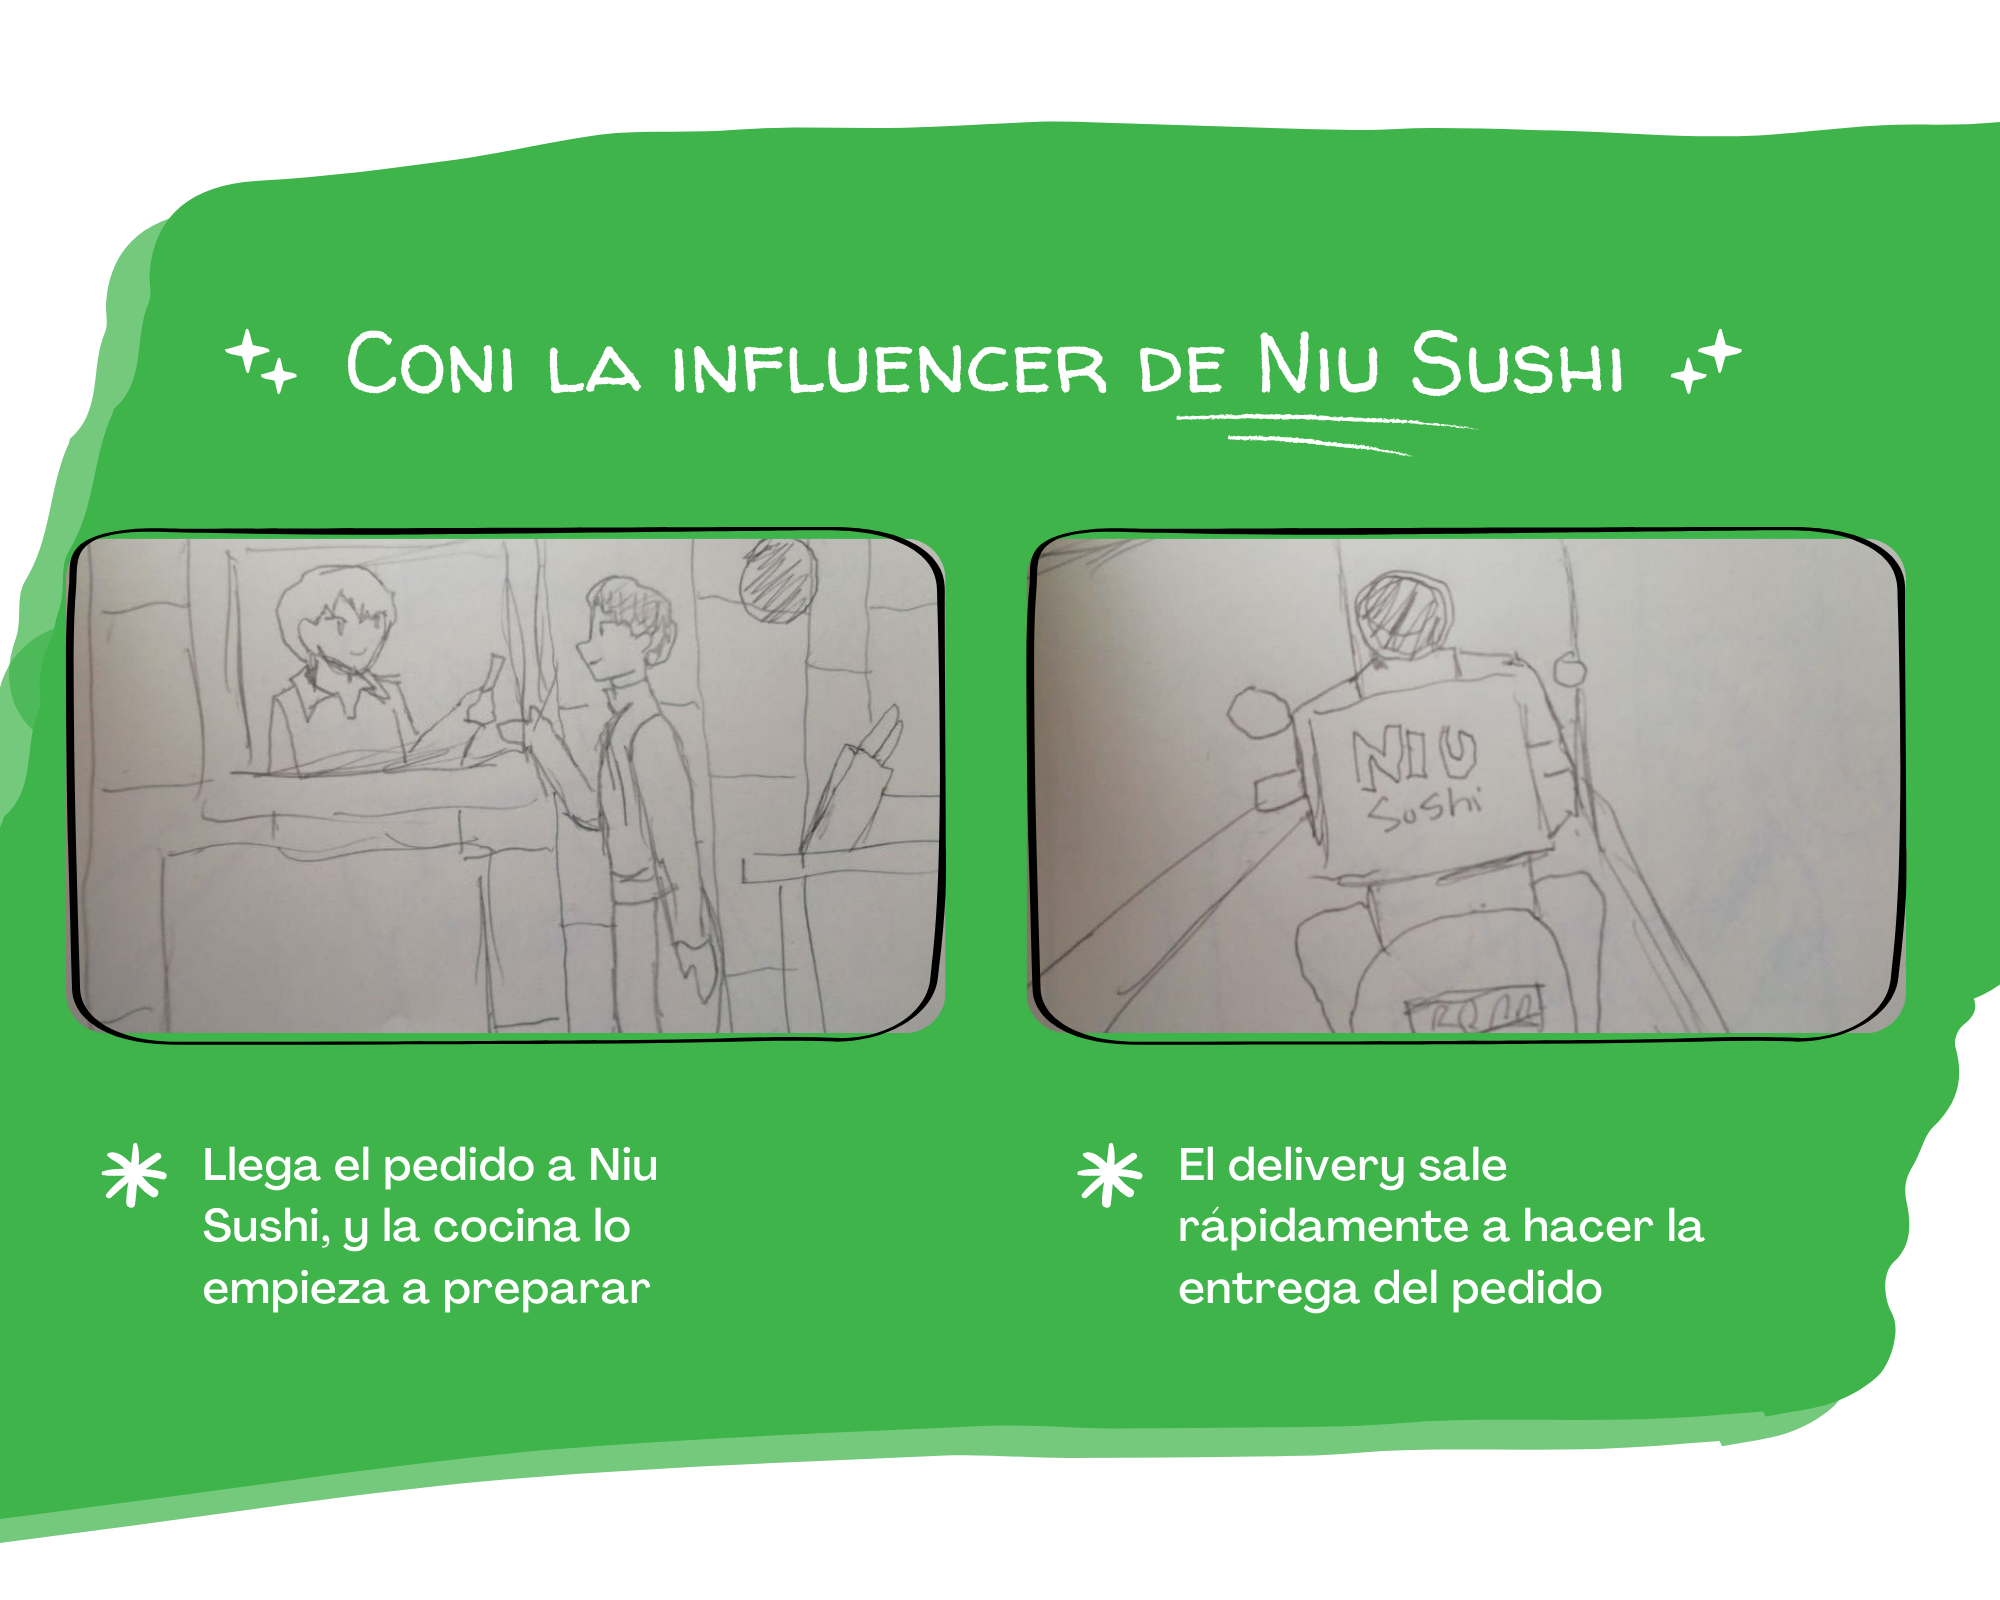 Coni la influencer de Niu Sushi
NIU
Sushi
Llega el pedido a Niu
Sushi, y la cocina lo
empieza a preparar
El delivery sale
rápidamente a hacer la
entrega del pedido